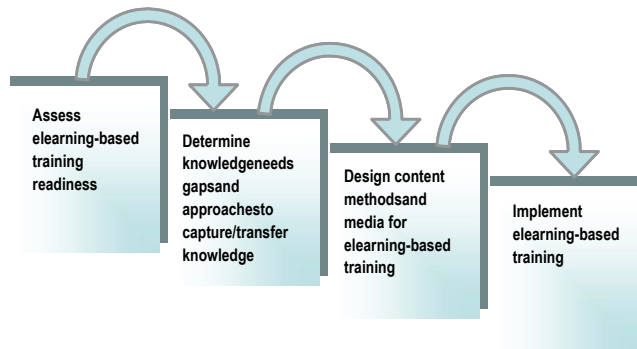 Assess
elearning-based
training
readiness
Determine
knowledgeneeds
gapsand
approachesto
capture/transfer
knowledge
Design content
methodsand
media for
elearning-based
training
Implement
elearning-based
training